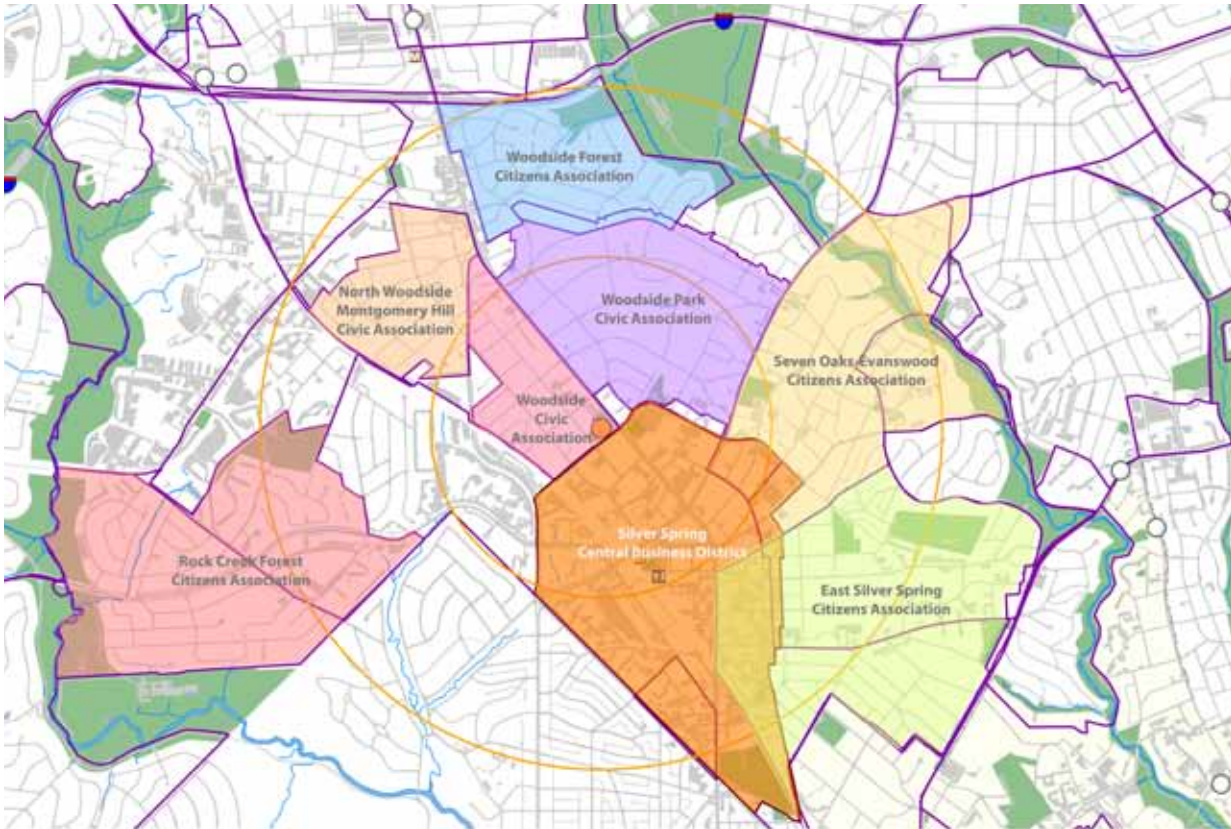 Woodside Forest
Citizens Association
North Woodside
Montgomery Hill
Civic Association
Woodside Park
Civic Association
Seven Oaks-Evanswood
Citizens Association
Woodside
Civic
Association
Silver Spring
Central Business District
Rock Creek Forest
Citizens Association
East Silver Spring
Citizens Association